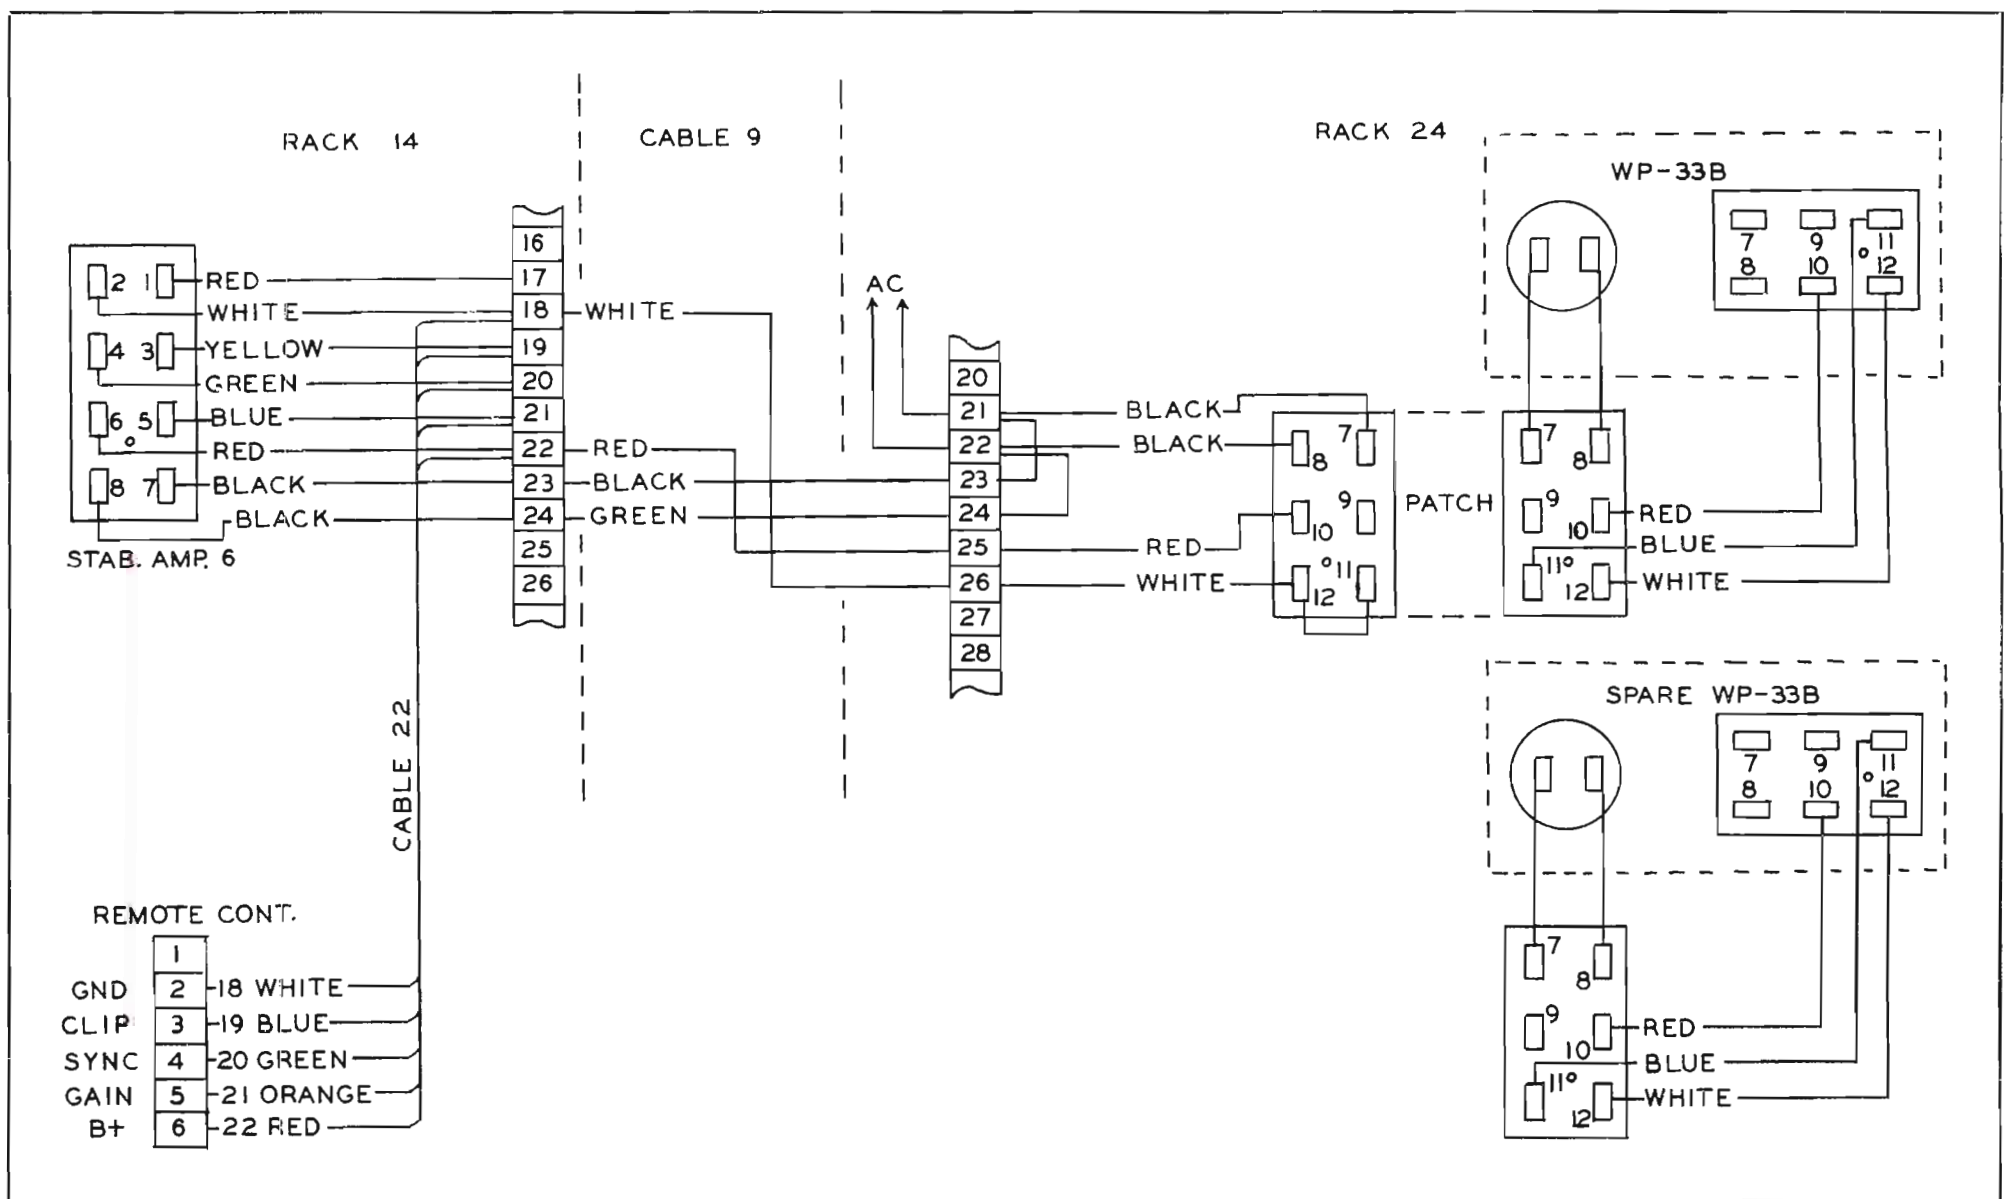 RACK 14
CABLE 9
RACK 24
WP-33B
7 9 11
8 10 12
16
17
18
19
20
21
22
23
24
25
26
2 1 RED
WHITE
4 3 YELLOW
GREEN
6 5 BLUE
RED
8 7 BLACK
BLACK
STAB. AMP. 6
WHITE
RED
BLACK
GREEN
AC
20
21
22
23
24
25
26
27
28
BLACK
BLACK
RED
WHITE
7
8
9
10
11
12
PATCH
7
8
9
10 RED
BLUE
11
12 WHITE
SPARE WP-33B
7 9 11
8 10 12
7
8
9
10 RED
BLUE
11
12 WHITE
CABLE 22
REMOTE CONT.
1
GND 2 18 WHITE
CLIP 3 19 BLUE
SYNC 4 20 GREEN
GAIN 5 21 ORANGE
B+ 6 22 RED